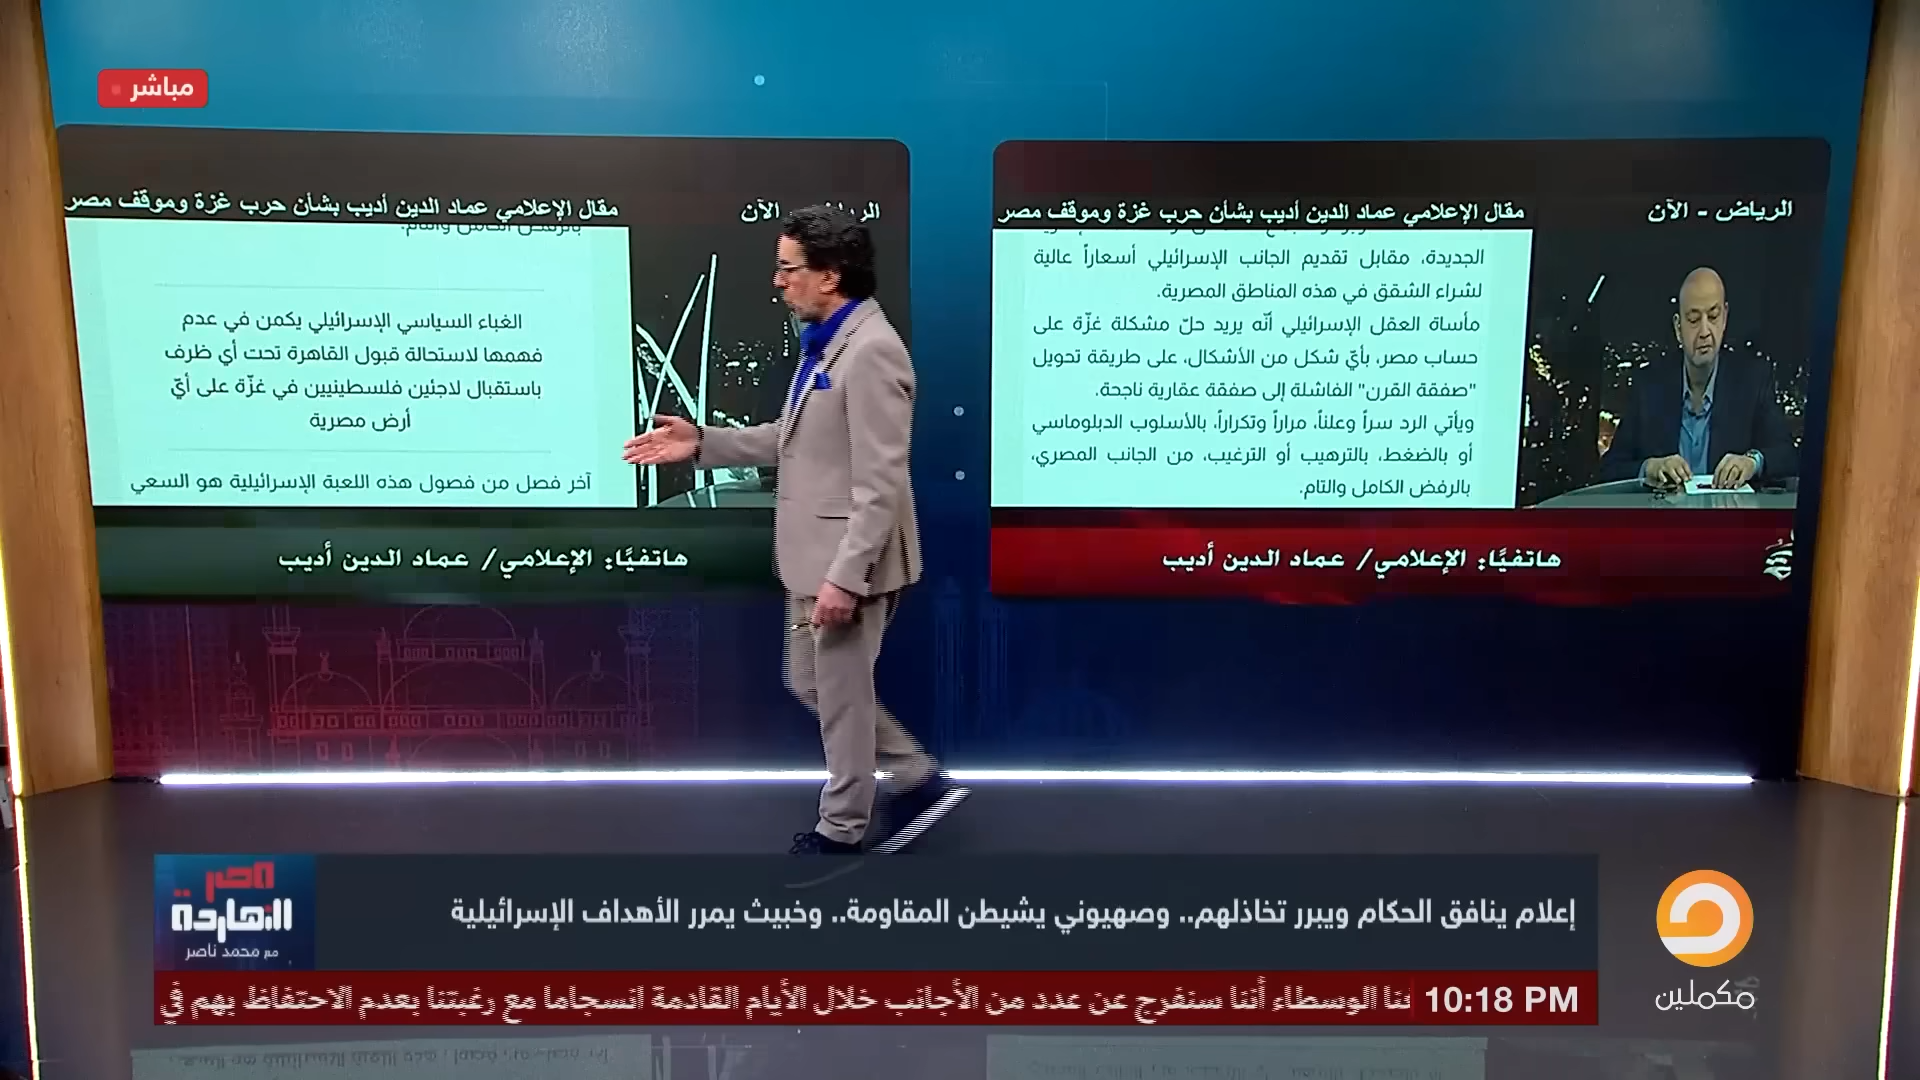 مباشر
الرياض - الآن
مقال الإعلامي عماد الدين أديب بشأن حرب غزة وموقف مصر
الجديدة، مقابل تقديم الجانب الإسرائيلي أسعاراً عالية
لشراء الشقق في هذه المناطق المصرية.
مأساة العقل الإسرائيلي أنّه يريد حلّ مشكلة غزّة على
حساب مصر، بأيّ شكل من الأشكال، على طريقة تحويل
"صفقة القرن" الفاشلة إلى صفقة عقارية ناجحة.
ويأتي الرد سراً وعلناً، مراراً وتكراراً، بالأسلوب الدبلوماسي
أو بالضغط، بالترهيب أو الترغيب، من الجانب المصري،
بالرفض الكامل والتام.
هاتفيًا: الإعلامي/ عماد الدين أديب
الرياض - الآن
مقال الإعلامي عماد الدين أديب بشأن حرب غزة وموقف مصر
بالرفض الكامل والتام.
الغباء السياسي الإسرائيلي يكمن في عدم
فهمها لاستحالة قبول القاهرة تحت أي ظرف
باستقبال لاجئين فلسطينيين في غزّة على أيّ
أرض مصرية
آخر فصل من فصول هذه اللعبة الإسرائيلية هو السعي
هاتفيًا: الإعلامي/ عماد الدين أديب
إعلام ينافق الحكام ويبرر تخاذلهم.. وصهيوني يشيطن المقاومة.. وخبيث يمرر الأهداف الإسرائيلية
مصر
النهاردة
مع محمد ناصر
10:18 PM
الوسطاء أننا سنفرج عن عدد من الأجانب خلال الأيام القادمة انسجاما مع رغبتنا بعدم الاحتفاظ بهم في
مكملين